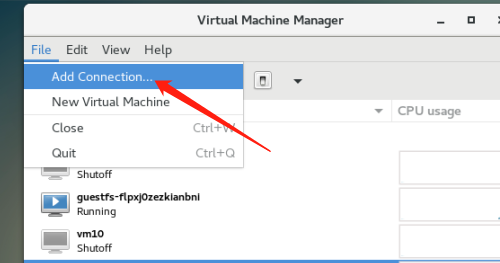 Virtual Machine Manager
File Edit View Help
Add Connection...
New Virtual Machine
CPU usage
Close Ctrl+W
Quit Ctrl+Q
Shutoff
guestfs-flpxj0zezkianbni
Running
vm10
Shutoff